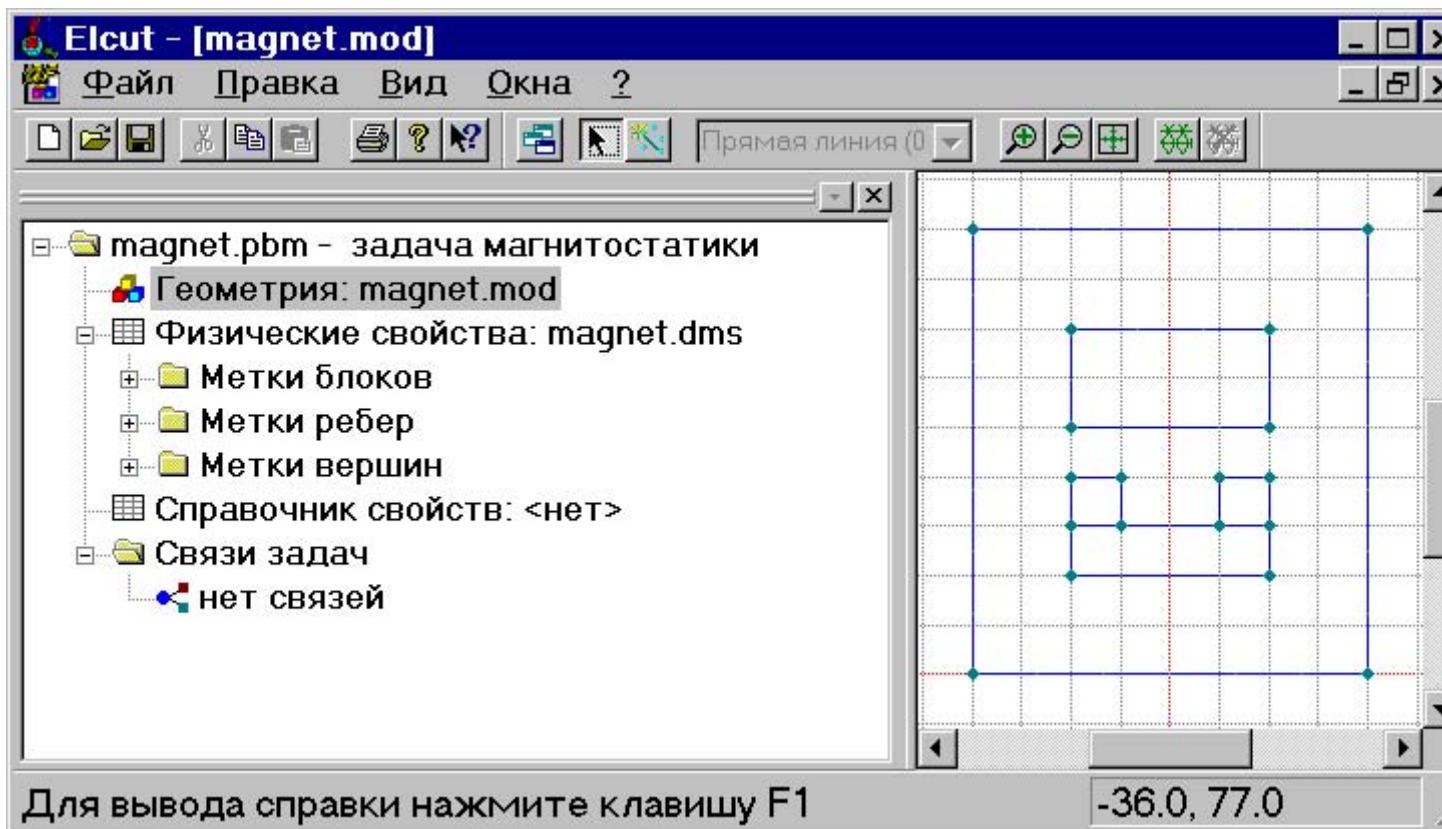 Elcut - [magnet.mod]
Файл Правка Вид Окна ?
Прямая линия (0
magnet.pbm - задача магнитостатики
Геометрия: magnet.mod
Физические свойства: magnet.dms
Метки блоков
Метки ребер
Метки вершин
Справочник свойств: <нет>
Связи задач
нет связей
Для вывода справки нажмите клавишу F1 -36.0, 77.0